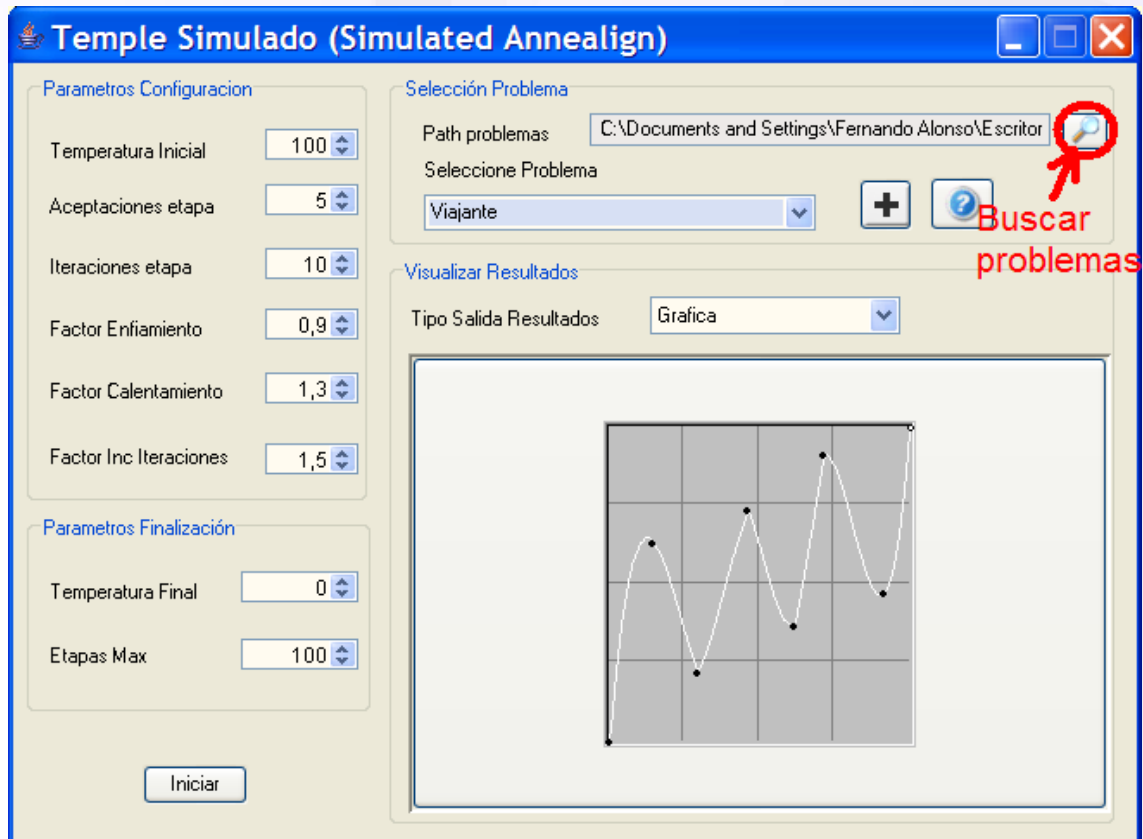 Temple Simulado (Simulated Annealign)
Parametros Configuracion
Temperatura Inicial 100
Aceptaciones etapa 5
Iteraciones etapa 10
Factor Enfiamiento 0,9
Factor Calentamiento 1,3
Factor Inc Iteraciones 1,5
Parametros Finalización
Temperatura Final 0
Etapas Max 100
Iniciar
Selección Problema
Path problemas C:\Documents and Settings\Fernando Alonso\Escritor
Seleccione Problema
Viajante
Buscar
problemas
Visualizar Resultados
Tipo Salida Resultados Grafica